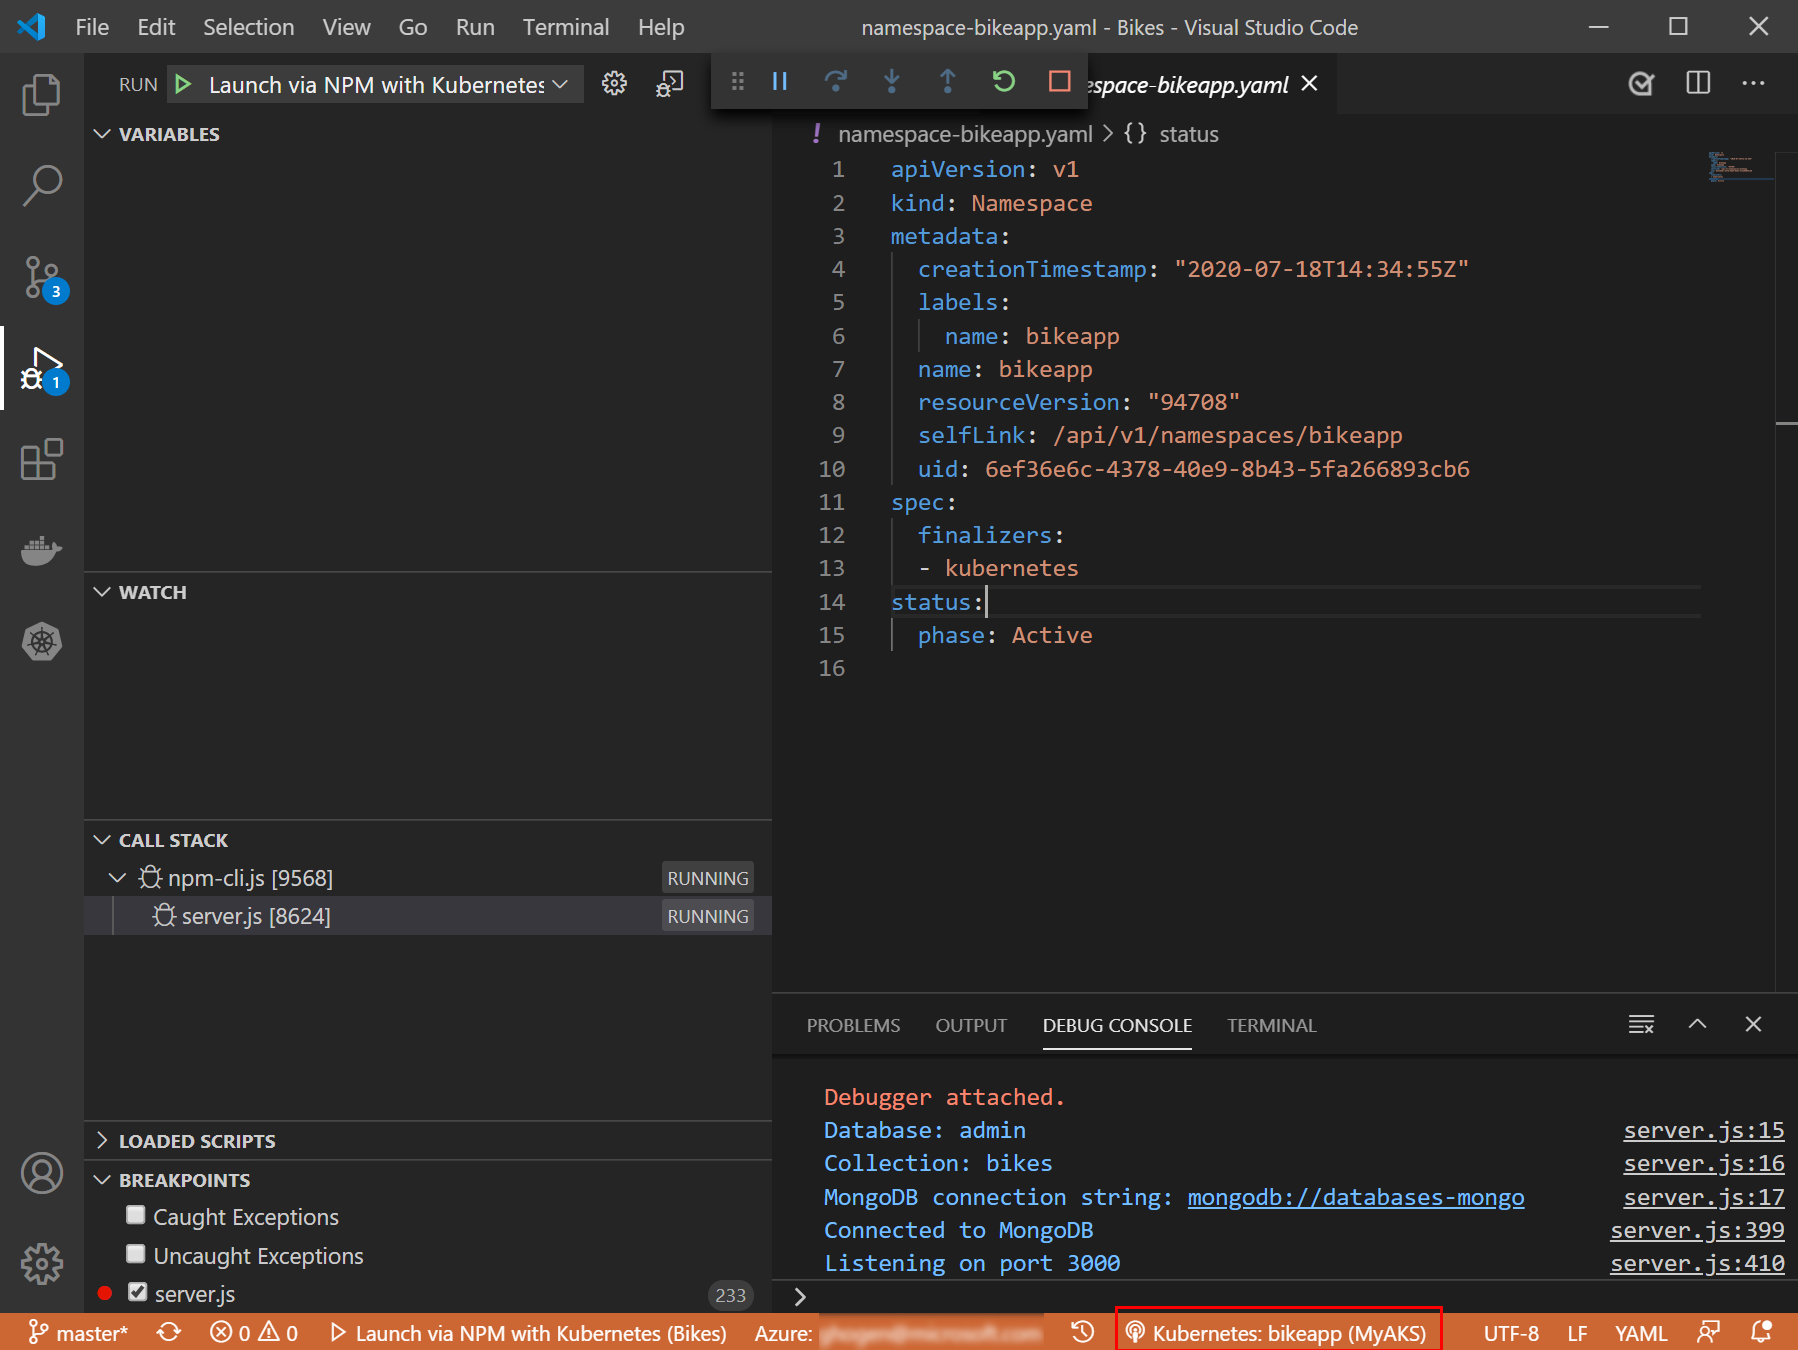 File Edit Selection View Go Run Terminal Help
namespace-bikeapp.yaml - Bikes - Visual Studio Code
RUN Launch via NPM with Kubernetes
espace-bikeapp.yaml
VARIABLES
! namespace-bikeapp.yaml > {} status
1 apiVersion: v1
2 kind: Namespace
3 metadata:
4 creationTimestamp: "2020-07-18T14:34:55Z"
5 labels:
6 name: bikeapp
7 name: bikeapp
8 resourceVersion: "94708"
9 selfLink: /api/v1/namespaces/bikeapp
10 uid: 6ef36e6c-4378-40e9-8b43-5fa266893cb6
11 spec:
12 finalizers:
13 - kubernetes
14 status:
15 phase: Active
16
3
1
WATCH
CALL STACK
npm-cli.js [9568] RUNNING
server.js [8624] RUNNING
LOADED SCRIPTS
BREAKPOINTS
Caught Exceptions
Uncaught Exceptions
server.js 233
PROBLEMS OUTPUT DEBUG CONSOLE TERMINAL
Debugger attached.
Database: admin server.js:15
Collection: bikes server.js:16
MongoDB connection string: mongodb://databases-mongo server.js:17
Connected to MongoDB server.js:399
Listening on port 3000 server.js:410
>
master* 0 0 Launch via NPM with Kubernetes (Bikes) Azure: Kubernetes: bikeapp (MyAKS) UTF-8 LF YAML